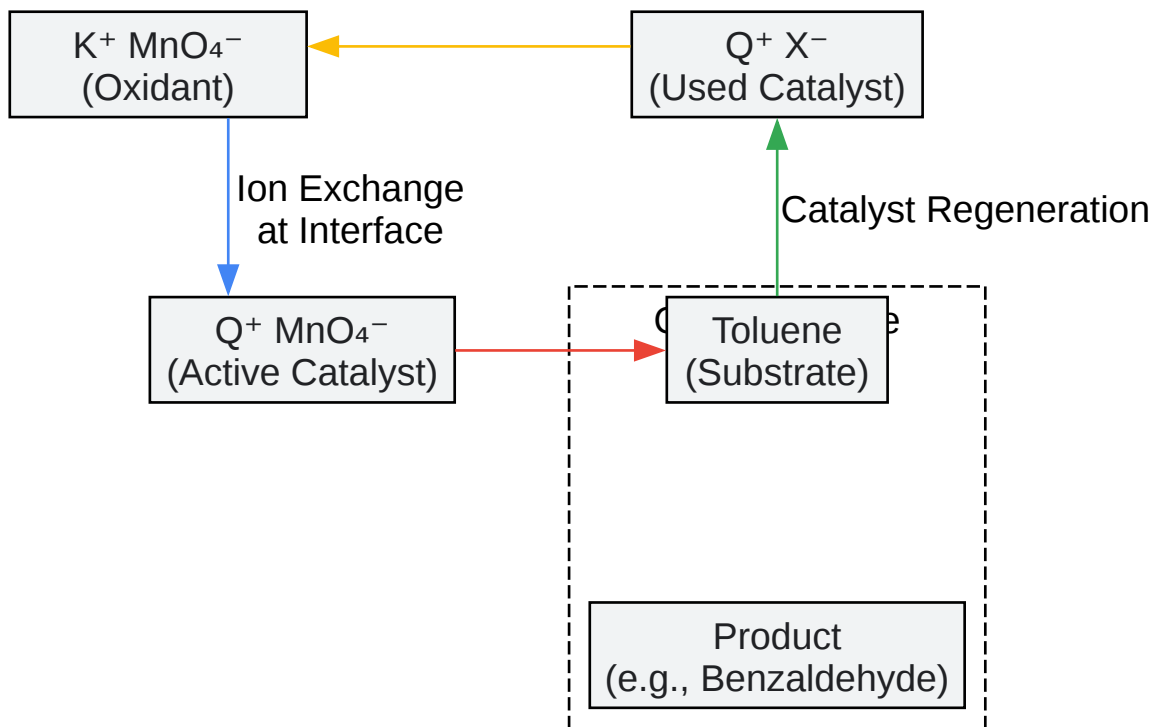 K⁺ MnO₄⁻
(Oxidant)
Q⁺ X⁻
(Used Catalyst)
Ion Exchange
at Interface
Catalyst Regeneration
Q⁺ MnO₄⁻
(Active Catalyst)
Toluene
(Substrate)
Product
(e.g., Benzaldehyde)